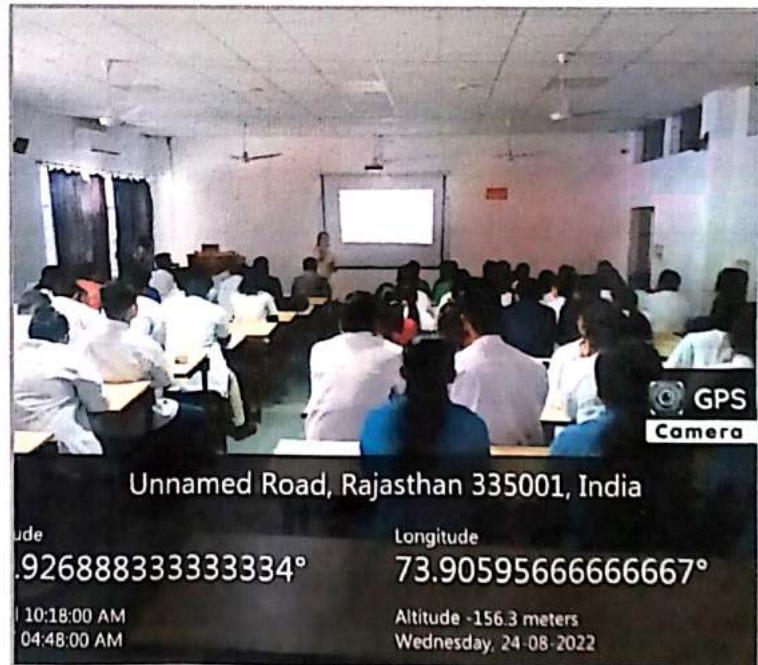 GPS
Camera
Unnamed Road, Rajasthan 335001, India
ude
.926888333333334°
Longitude
73.90595666666667°
l 10:18:00 AM
04:48:00 AM
Altitude -156.3 meters
Wednesday, 24-08-2022